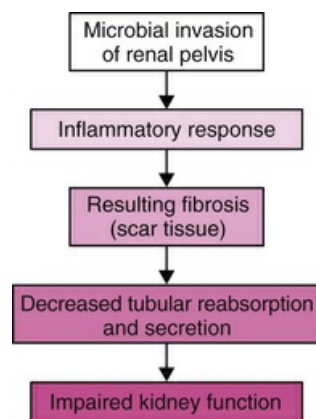 Microbial invasion
of renal pelvis
Inflammatory response
Resulting fibrosis
(scar tissue)
Decreased tubular reabsorption
and secretion
Impaired kidney function